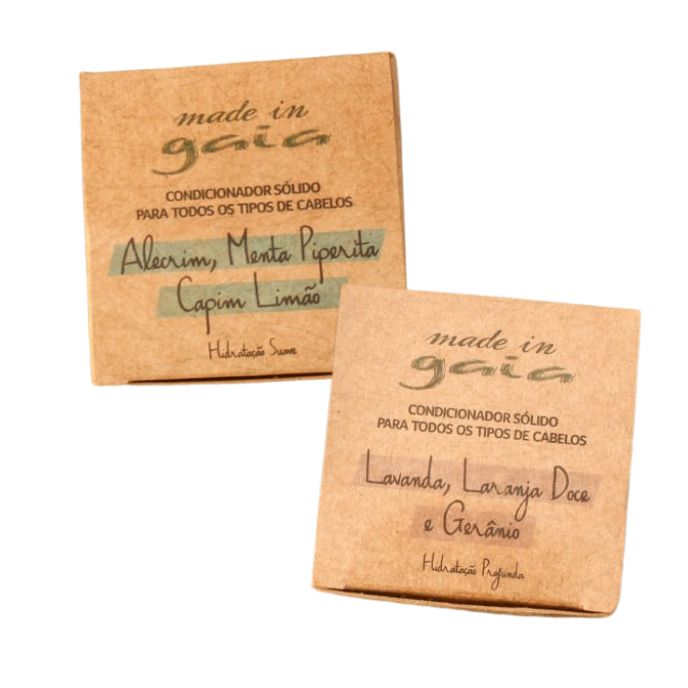 made in
gaia
CONDICIONADOR SÓLIDO
PARA TODOS OS TIPOS DE CABELOS
Alecrim, Menta Piperita
Capim Limão
Hidratação Suave
made in
gaia
CONDICIONADOR SÓLIDO
PARA TODOS OS TIPOS DE CABELOS
Lavanda, Laranja Doce
e Gerânio
Hidratação Profunda